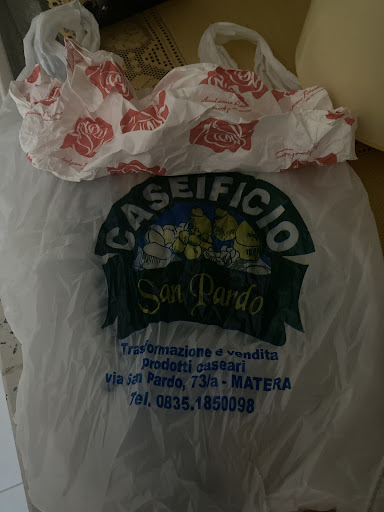 CASEIFICIO
San Pardo
Trasformazione e vendita
prodotti caseari
via San Pardo, 73/a - MATERA
Tel. 0835.1850098